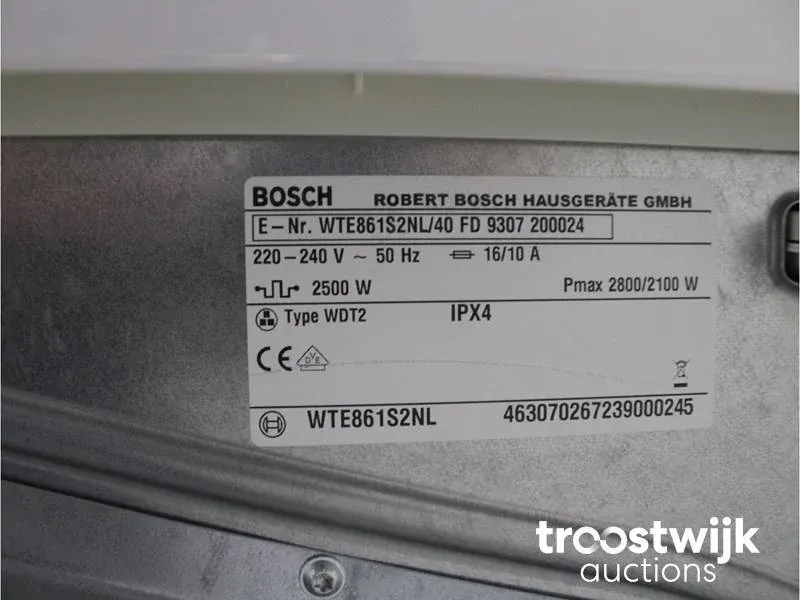 BOSCH ROBERT BOSCH HAUSGERÄTE GMBH
E-Nr. WTE861S2NL/40 FD 9307 200024
220-240 V ~ 50 Hz 16/10 A
2500 W Pmax 2800/2100 W
Type WDT2 IPX4
CE DVE
WTE861S2NL 463070267239000245
troostwijk
auctions